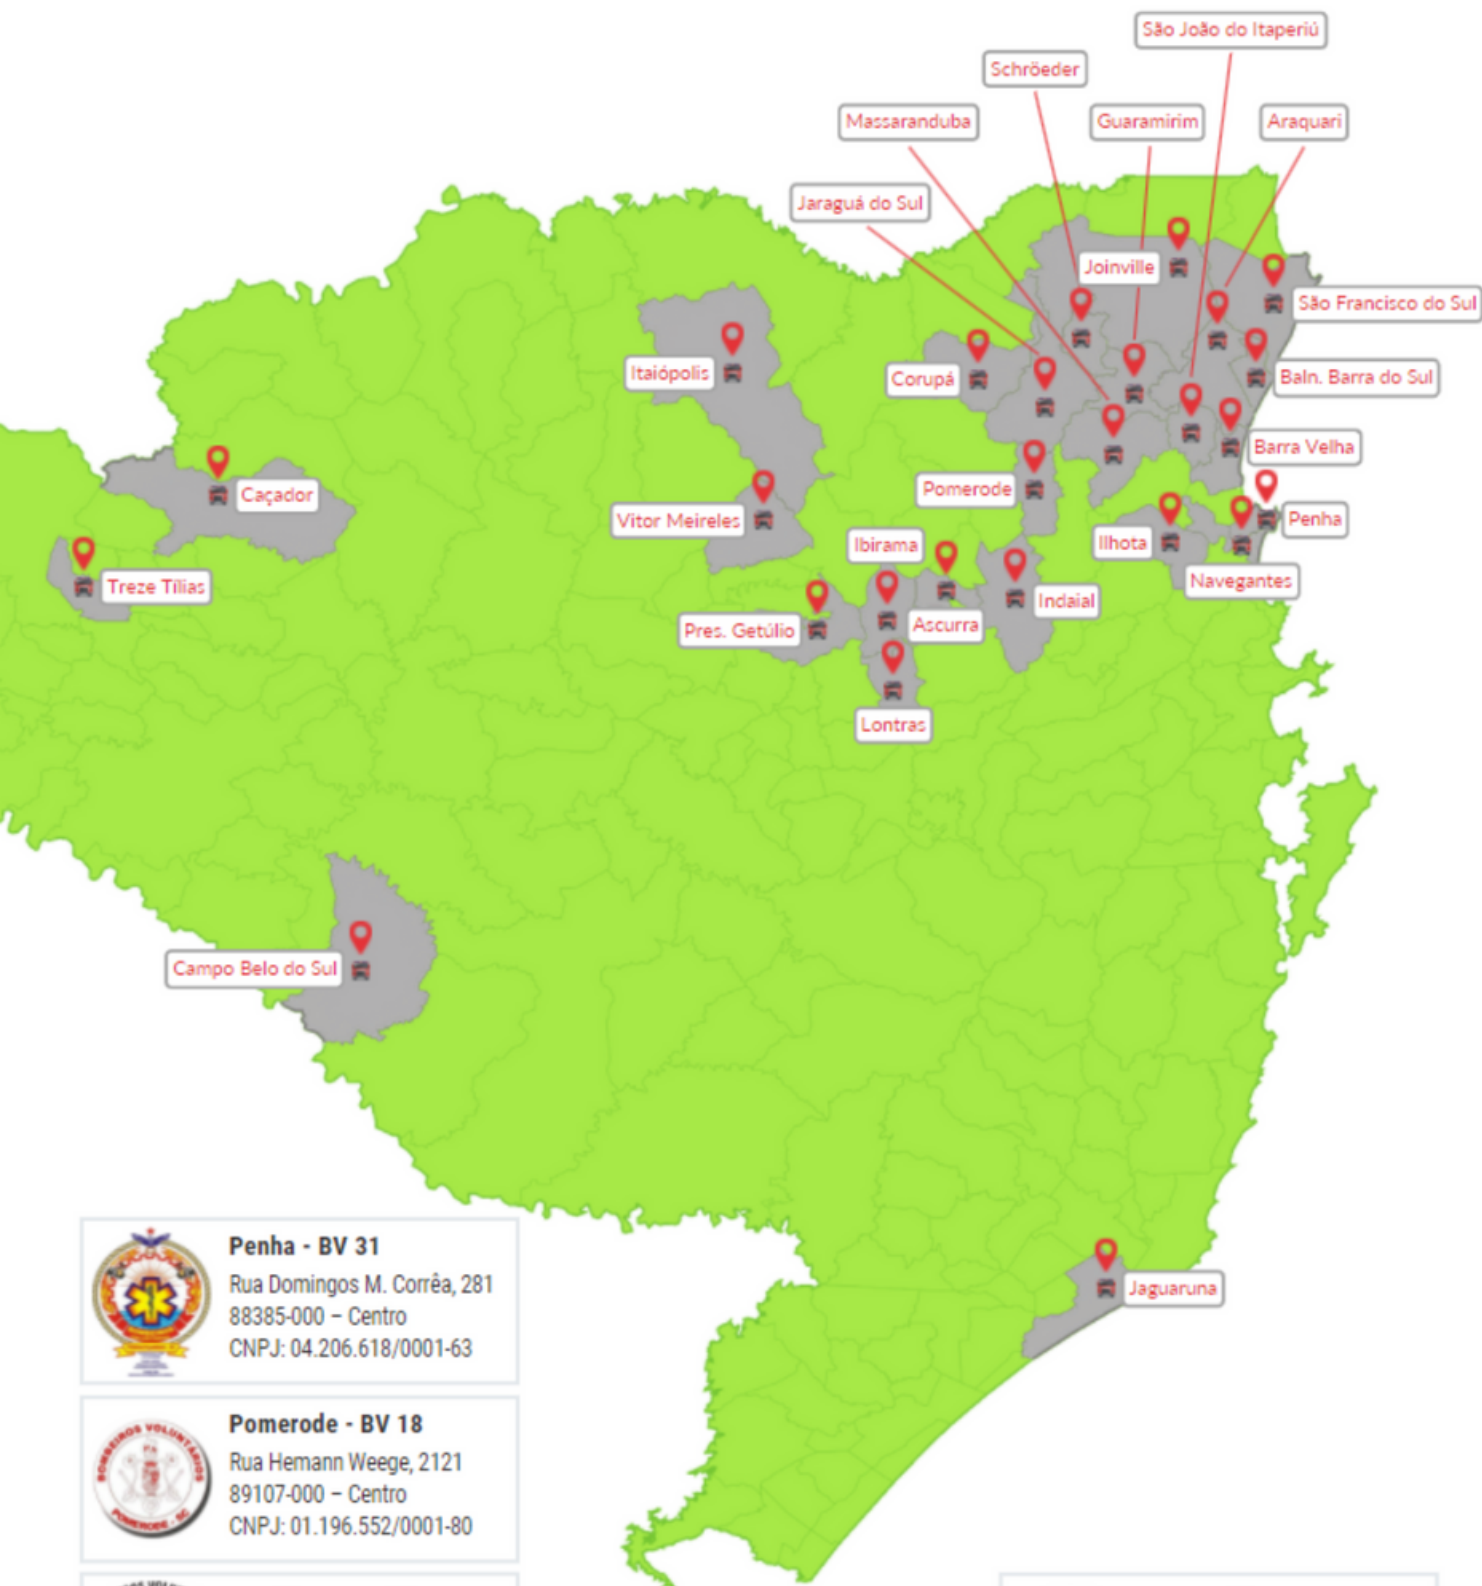 São João do Itaperiú
Schröeder
Massaranduba
Guaramirim
Araquari
Jaraguá do Sul
Joinville
São Francisco do Sul
Itaiópolis
Corupá
Baln. Barra do Sul
Barra Velha
Caçador
Pomerode
Vitor Meireles
Penha
Ibirama
Ilhota
Navegantes
Treze Tílias
Indaial
Pres. Getúlio
Ascurra
Lontras
Campo Belo do Sul
Jaguaruna
Penha - BV 31
Rua Domingos M. Corrêa, 281
88385-000 – Centro
CNPJ: 04.206.618/0001-63
BOMBEIROS VOLUNTÁRIOS
POMERODE - SC
Pomerode - BV 18
Rua Hemann Weege, 2121
89107-000 – Centro
CNPJ: 01.196.552/0001-80